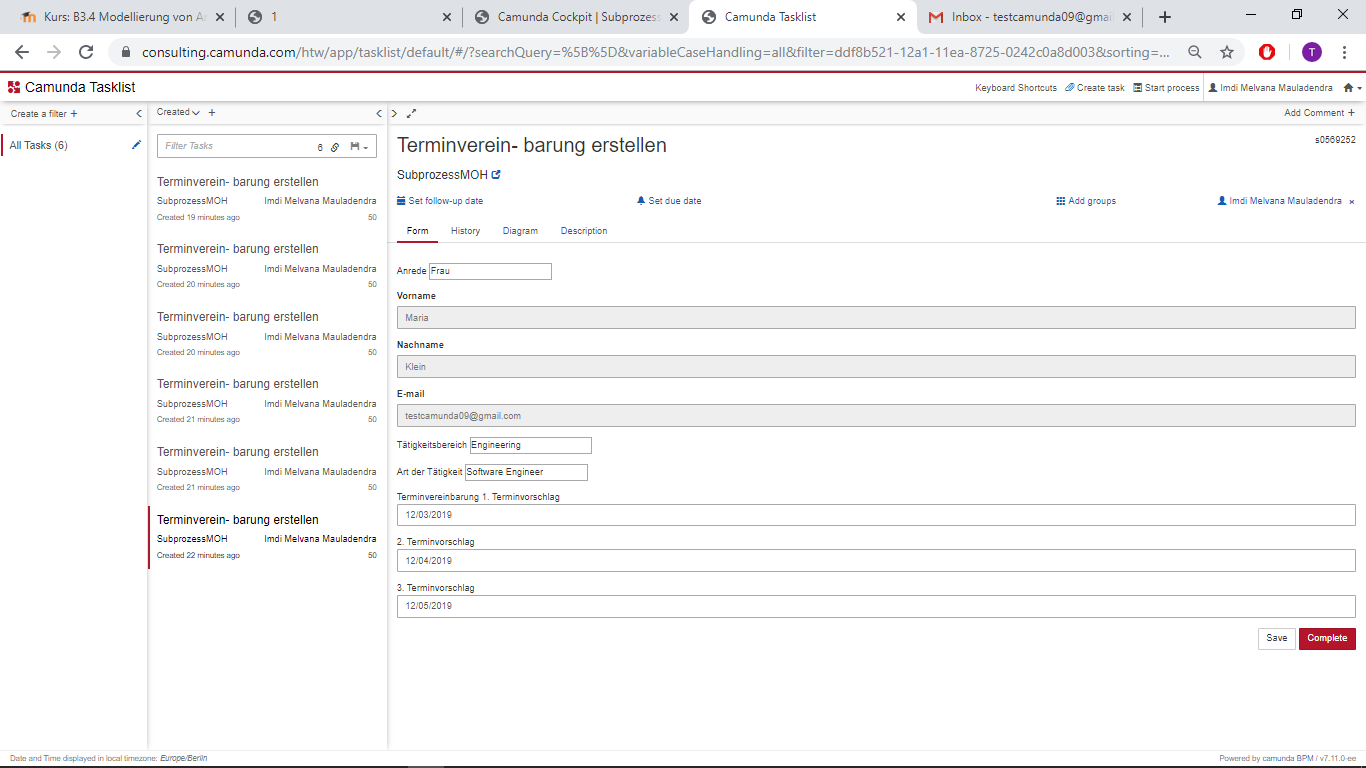 Kurs: B3.4 Modellierung von A
1
Camunda Cockpit | Subprozess
Camunda Tasklist
Inbox - testcamunda09@gmai
consulting.camunda.com/htw/app/tasklist/default/#/?searchQuery=%5B%5D&variableCaseHandling=all&filter=ddf8b521-12a1-11ea-8725-0242c0a8d003&sorting=...
T
Camunda Tasklist
Keyboard Shortcuts Create task Start process Imdi Melvana Mauladendra
Create a filter +
Created +
Add Comment +
All Tasks (6)
Filter Tasks 6
Terminverein- barung erstellen
SubprozessMOH Imdi Melvana Mauladendra
Created 19 minutes ago 50
Terminverein- barung erstellen
SubprozessMOH Imdi Melvana Mauladendra
Created 20 minutes ago 50
Terminverein- barung erstellen
SubprozessMOH Imdi Melvana Mauladendra
Created 20 minutes ago 50
Terminverein- barung erstellen
SubprozessMOH Imdi Melvana Mauladendra
Created 21 minutes ago 50
Terminverein- barung erstellen
SubprozessMOH Imdi Melvana Mauladendra
Created 21 minutes ago 50
Terminverein- barung erstellen
SubprozessMOH Imdi Melvana Mauladendra
Created 22 minutes ago 50
Terminverein- barung erstellen
s0569252
SubprozessMOH
Set follow-up date Set due date Add groups Imdi Melvana Mauladendra ×
Form History Diagram Description
Anrede Frau
Vorname
Maria
Nachname
Klein
E-mail
testcamunda09@gmail.com
Tätigkeitsbereich Engineering
Art der Tätigkeit Software Engineer
Terminvereinbarung 1. Terminvorschlag
12/03/2019
2. Terminvorschlag
12/04/2019
3. Terminvorschlag
12/05/2019
Save Complete
Date and Time displayed in local timezone: Europe/Berlin
Powered by camunda BPM / v7.11.0-ee